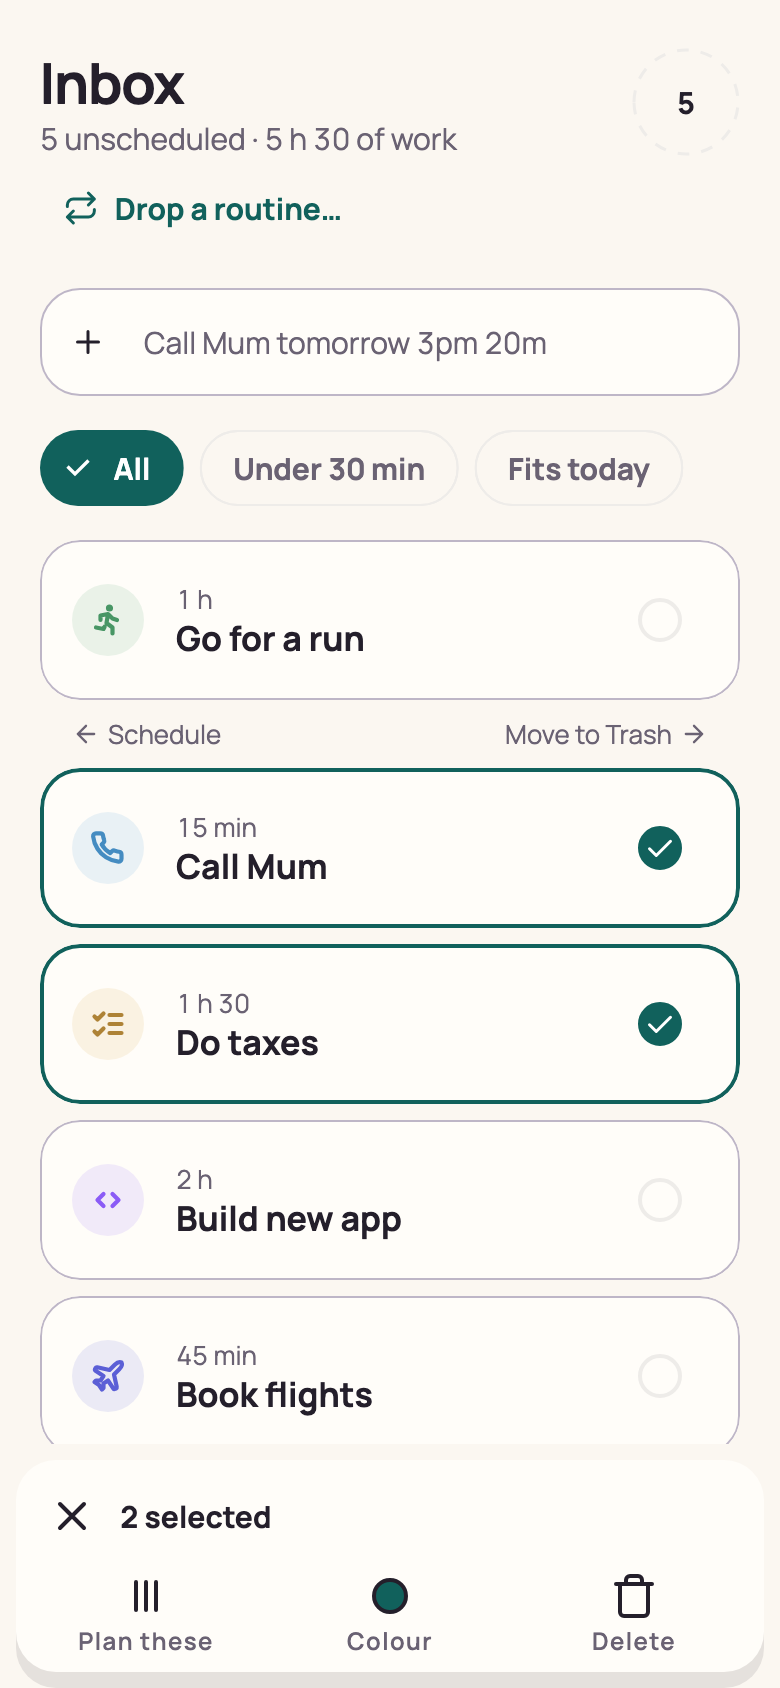 Inbox
5
5 unscheduled · 5 h 30 of work
Drop a routine...
Call Mum tomorrow 3pm 20m
All
Under 30 min
Fits today
1 h
Go for a run
Schedule
Move to Trash
15 min
Call Mum
1 h 30
Do taxes
2 h
Build new app
45 min
Book flights
2 selected
Plan these
Colour
Delete